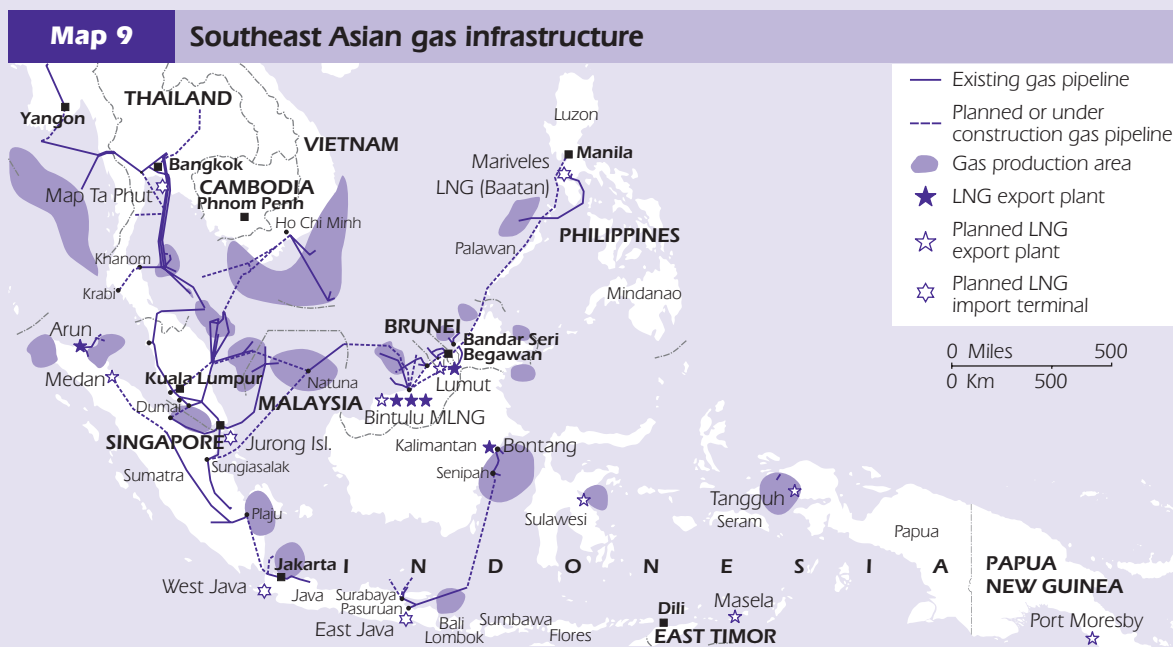 Map 9
Southeast Asian gas infrastructure
Existing gas pipeline
Planned or under
construction gas pipeline
Gas production area
LNG export plant
Planned LNG
export plant
Planned LNG
import terminal
0 Miles 500
0 Km 500
Yangon
THAILAND
VIETNAM
Bangkok
Map Ta Phut
CAMBODIA
Phnom Penh
Ho Chi Minh
Khanom
Krabi
Luzon
Manila
Mariveles
LNG (Baatan)
PHILIPPINES
Palawan
Mindanao
Arun
Medan
Kuala Lumpur
Dumai
MALAYSIA
Natuna
SINGAPORE
Jurong Isl.
Sungiasalak
Sumatra
Plaju
BRUNEI
Bandar Seri
Begawan
Lumut
Bintulu MLNG
Kalimantan
Bontang
Senipah
Sulawesi
Tangguh
Seram
Papua
Jakarta
INDONESIA
West Java
Java
Surabaya
Pasuruan
East Java
Bali
Lombok
Sumbawa
Flores
Dili
EAST TIMOR
Masela
PAPUA
NEW GUINEA
Port Moresby